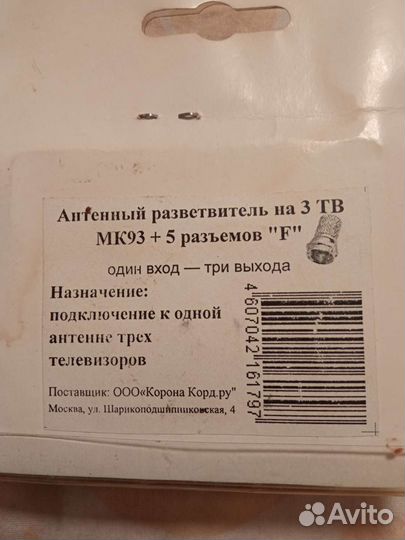 Антенный разветвитель на 3 ТВ
МК93 + 5 разъемов "F"
один вход — три выхода
Назначение:
подключение к одной
антенне трех
телевизоров
Поставщик: ООО«Корона Корд.ру"
Москва, ул. Шарикоподшипниковская, 4
4607042161797
Avito